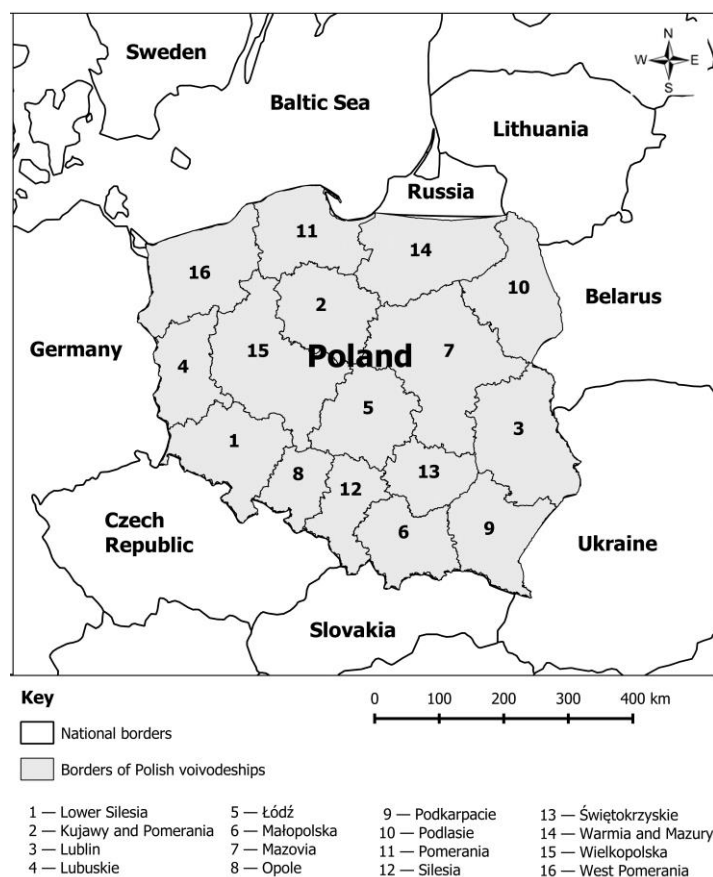 Sweden
N
W E
S
Baltic Sea
Lithuania
Russia
11
14
16
10
2
Belarus
Germany
15
Poland
7
4
5
3
1
8
13
12
9
6
Czech
Republic
Ukraine
Slovakia
Key
0 100 200 300 400 km
National borders
Borders of Polish voivodeships
1 — Lower Silesia
2 — Kujawy and Pomerania
3 — Lublin
4 — Lubuskie
5 — Łódź
6 — Małopolska
7 — Mazovia
8 — Opole
9 — Podkarpacie
10 — Podlasie
11 — Pomerania
12 — Silesia
13 — Świętokrzyskie
14 — Warmia and Mazury
15 — Wielkopolska
16 — West Pomerania